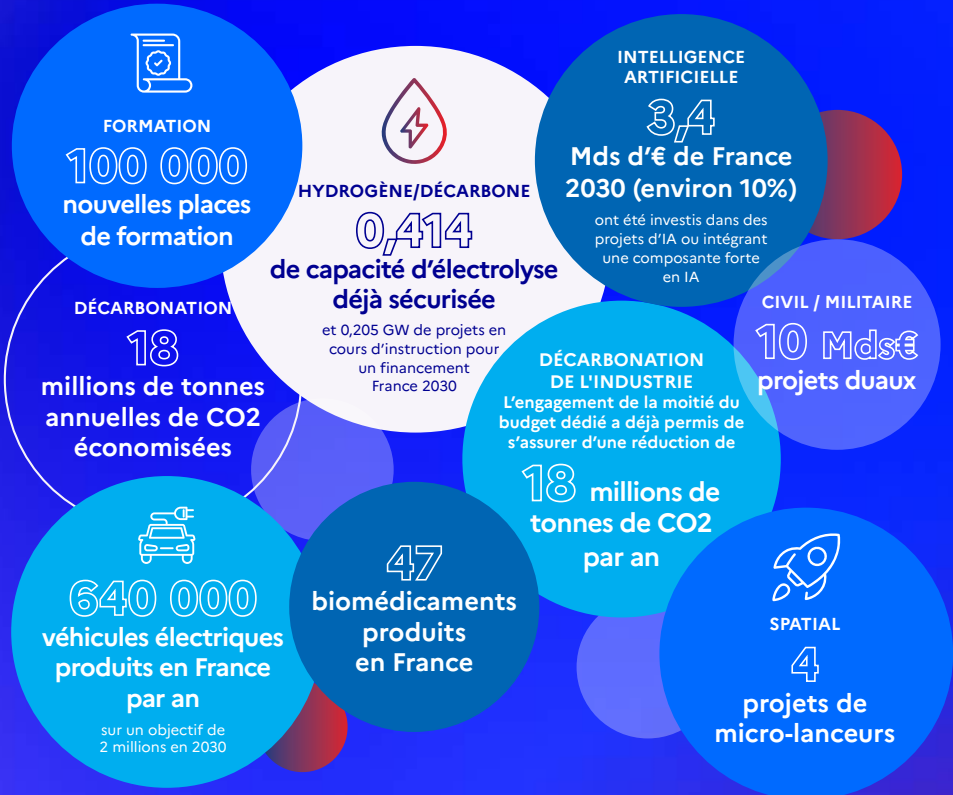 FORMATION
100 000
nouvelles places
de formation
HYDROGÈNE/DÉCARBONE
0,414
de capacité d'électrolyse
déjà sécurisée
et 0,205 GW de projets en
cours d'instruction pour
un financement
France 2030
INTELLIGENCE
ARTIFICIELLE
3,4
Mds d'€ de France
2030 (environ 10%)
ont été investis dans des
projets d'IA ou intégrant
une composante forte
en IA
DÉCARBONATION
18
millions de tonnes
annuelles de CO2
économisées
DÉCARBONATION
DE L'INDUSTRIE
L'engagement de la moitié du
budget dédié a déjà permis de
s'assurer d'une réduction de
18 millions de
tonnes de CO2
par an
CIVIL / MILITAIRE
10 Mds€
projets duaux
640 000
véhicules électriques
produits en France
par an
sur un objectif de
2 millions en 2030
47
biomédicaments
produits
en France
SPATIAL
4
projets de
micro-lanceurs